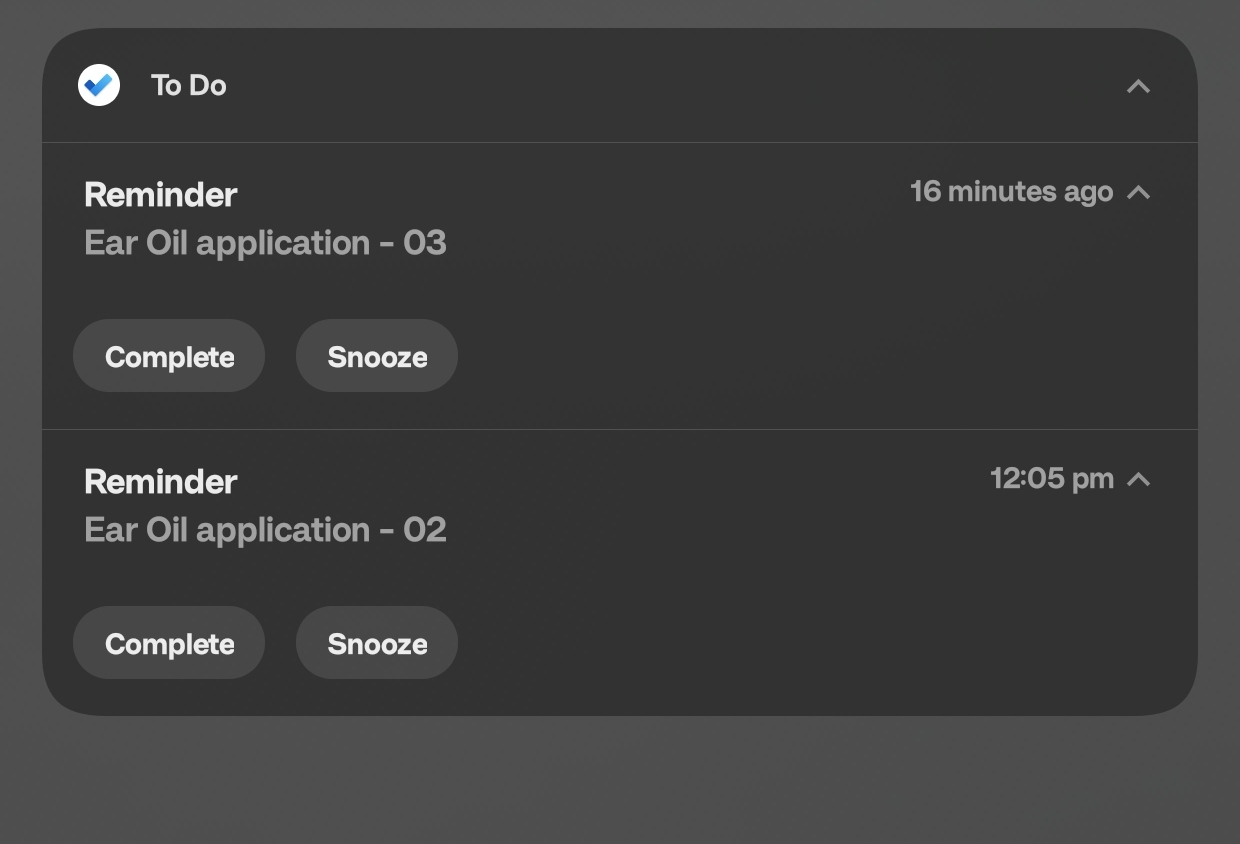 To Do
Reminder
16 minutes ago
Ear Oil application - 03
Complete
Snooze
Reminder
12:05 pm
Ear Oil application - 02
Complete
Snooze